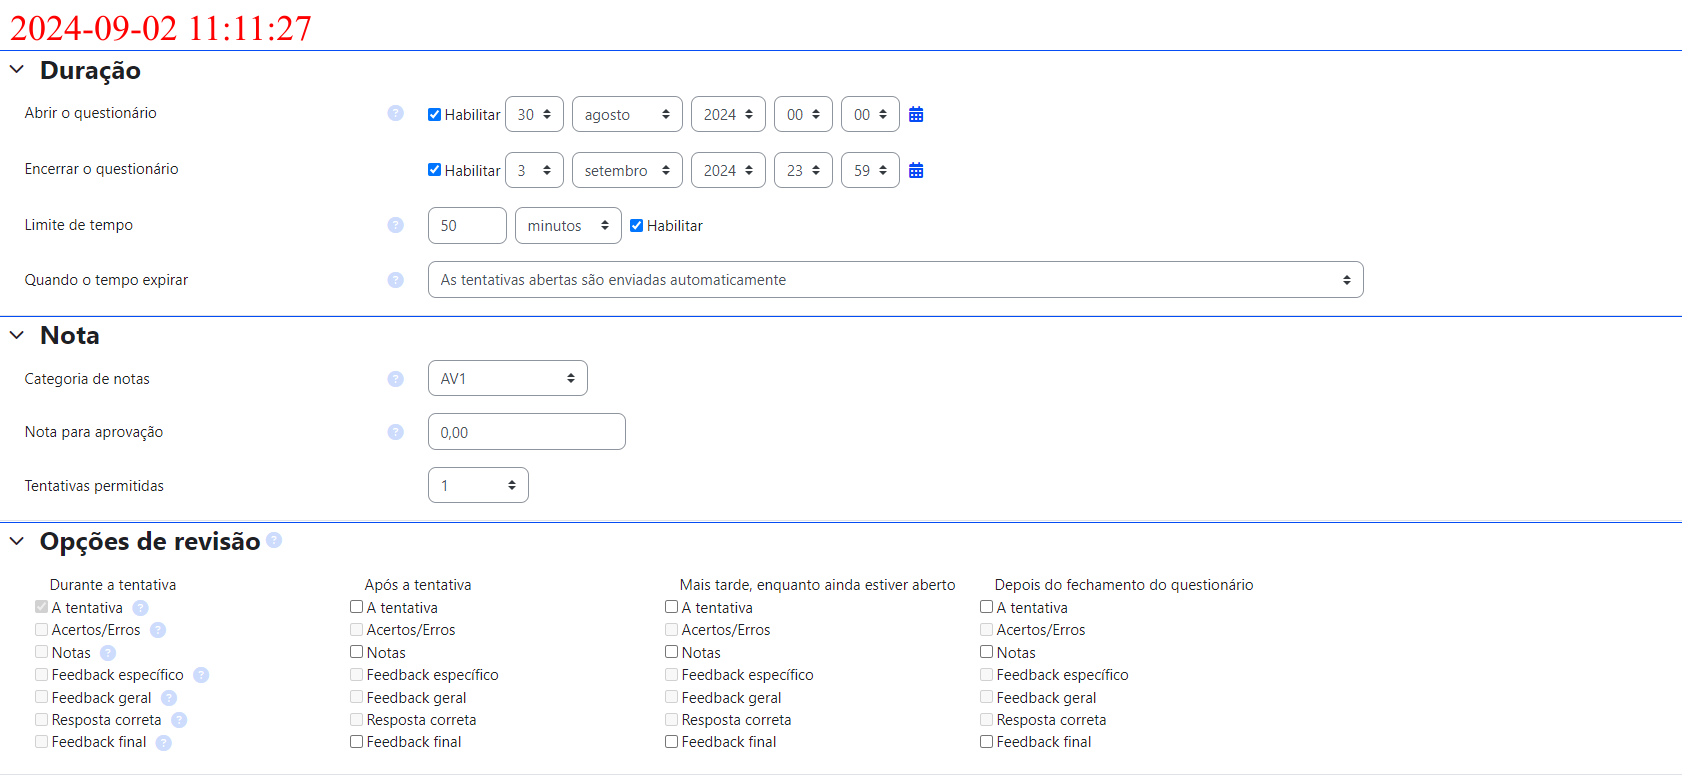 2024-09-02 11:11:27
Duração
Abrir o questionário ? Habilitar 30 agosto 2024 00 00
Encerrar o questionário Habilitar 3 setembro 2024 23 59
Limite de tempo ? 50 minutos Habilitar
Quando o tempo expirar ? As tentativas abertas são enviadas automaticamente
Nota
Categoria de notas ? AV1
Nota para aprovação ? 0,00
Tentativas permitidas 1
Opções de revisão ?
Durante a tentativa Após a tentativa Mais tarde, enquanto ainda estiver aberto Depois do fechamento do questionário
A tentativa ? A tentativa A tentativa A tentativa
Acertos/Erros ? Acertos/Erros Acertos/Erros Acertos/Erros
Notas ? Notas Notas Notas
Feedback específico ? Feedback específico Feedback específico Feedback específico
Feedback geral ? Feedback geral Feedback geral Feedback geral
Resposta correta ? Resposta correta Resposta correta Resposta correta
Feedback final ? Feedback final Feedback final Feedback final